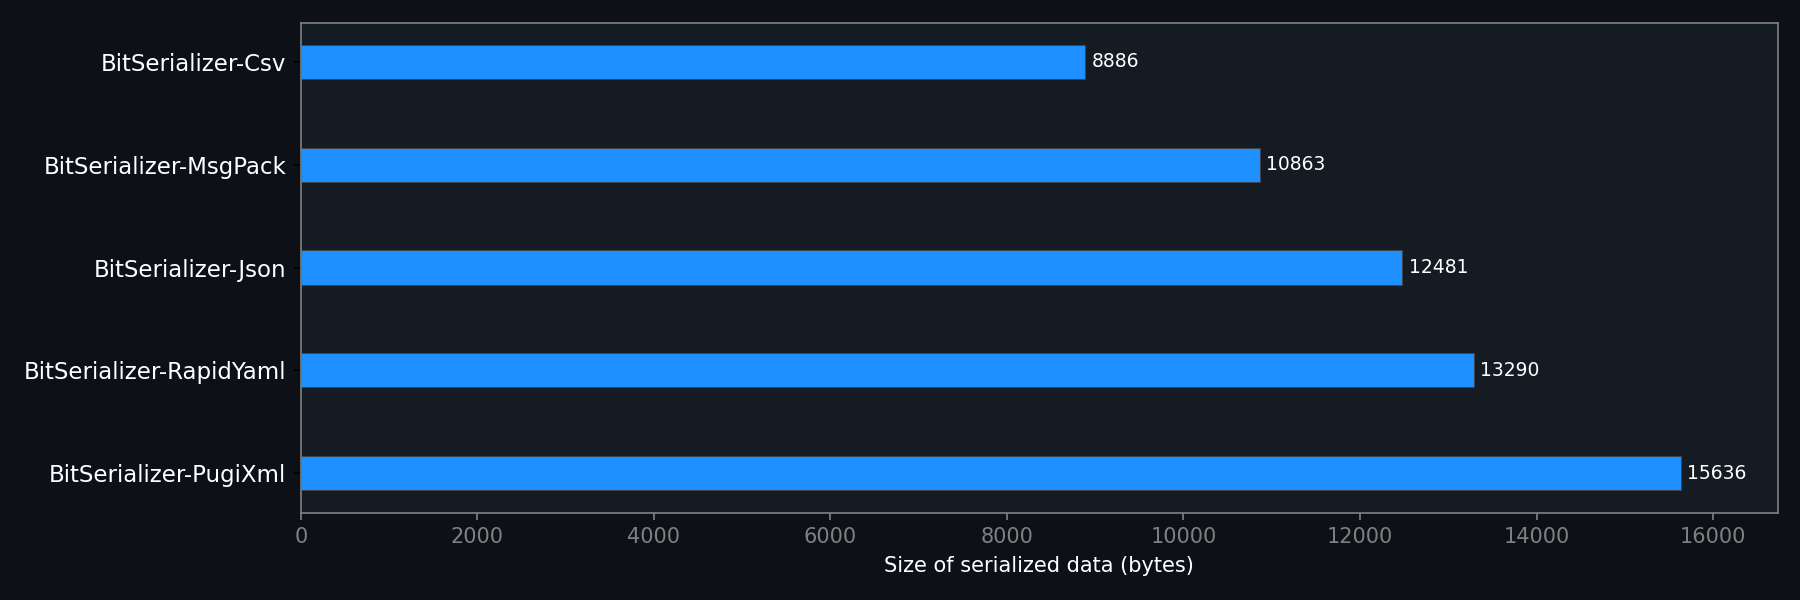 BitSerializer-Csv 8886
BitSerializer-MsgPack 10863
BitSerializer-Json 12481
BitSerializer-RapidYaml 13290
BitSerializer-PugiXml 15636
0 2000 4000 6000 8000 10000 12000 14000 16000
Size of serialized data (bytes)